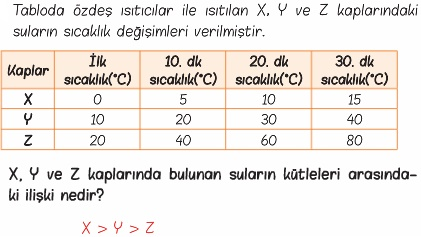 Tabloda özdeş ısıtıcılar ile ısıtılan X, Y ve Z kaplarındaki
suların sıcaklık değişimleri verilmiştir.
Kaplar İlk sıcaklık(°C) 10. dk sıcaklık(°C) 20. dk sıcaklık(°C) 30. dk sıcaklık(°C)
X 0 5 10 15
Y 10 20 30 40
Z 20 40 60 80
X, Y ve Z kaplarında bulunan suların kütleleri arasında-
ki ilişki nedir?
X > Y > Z